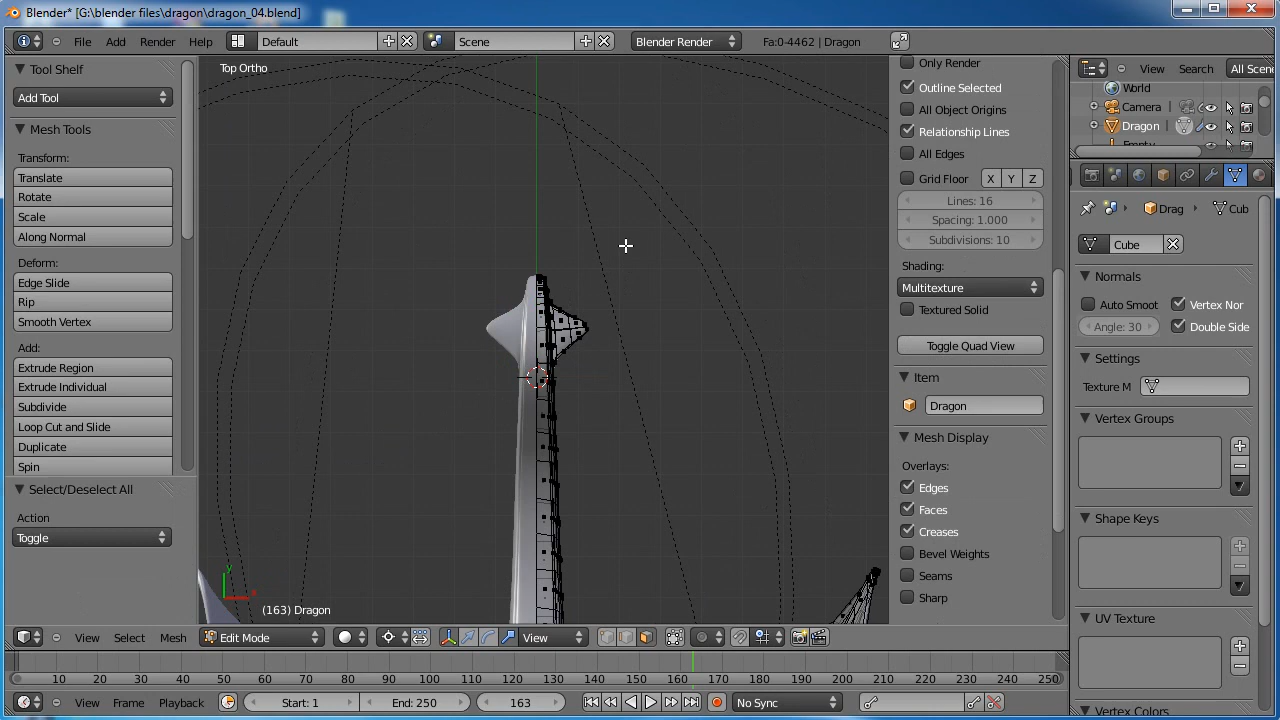 Blender* [G:\blender files\dragon\dragon_04.blend]
File Add Render Help Default Scene Blender Render Fa:0-4462 | Dragon
Tool Shelf
Add Tool
Mesh Tools
Transform:
Translate
Rotate
Scale
Along Normal
Deform:
Edge Slide
Rip
Smooth Vertex
Add:
Extrude Region
Extrude Individual
Subdivide
Loop Cut and Slide
Duplicate
Spin
Select/Deselect All
Action
Toggle
Top Ortho
y
x
(163) Dragon
Only Render
Outline Selected
All Object Origins
Relationship Lines
All Edges
Grid Floor X Y Z
Lines: 16
Spacing: 1.000
Subdivisions: 10
Shading:
Multitexture
Textured Solid
Toggle Quad View
Item
Dragon
Mesh Display
Overlays:
Edges
Faces
Creases
Bevel Weights
Seams
Sharp
View Search All Scene
World
Camera
Dragon
Empty
Drag Cub
Cube
Normals
Auto Smoot Vertex Nor
Angle: 30 Double Side
Settings
Texture M
Vertex Groups
Shape Keys
UV Texture
Vertex Colors
View Select Mesh Edit Mode View
10 20 30 40 50 60 70 80 90 100 110 120 130 140 150 160 170 180 190 200 210 220 230 240 250
View Frame Playback Start: 1 End: 250 163 No Sync